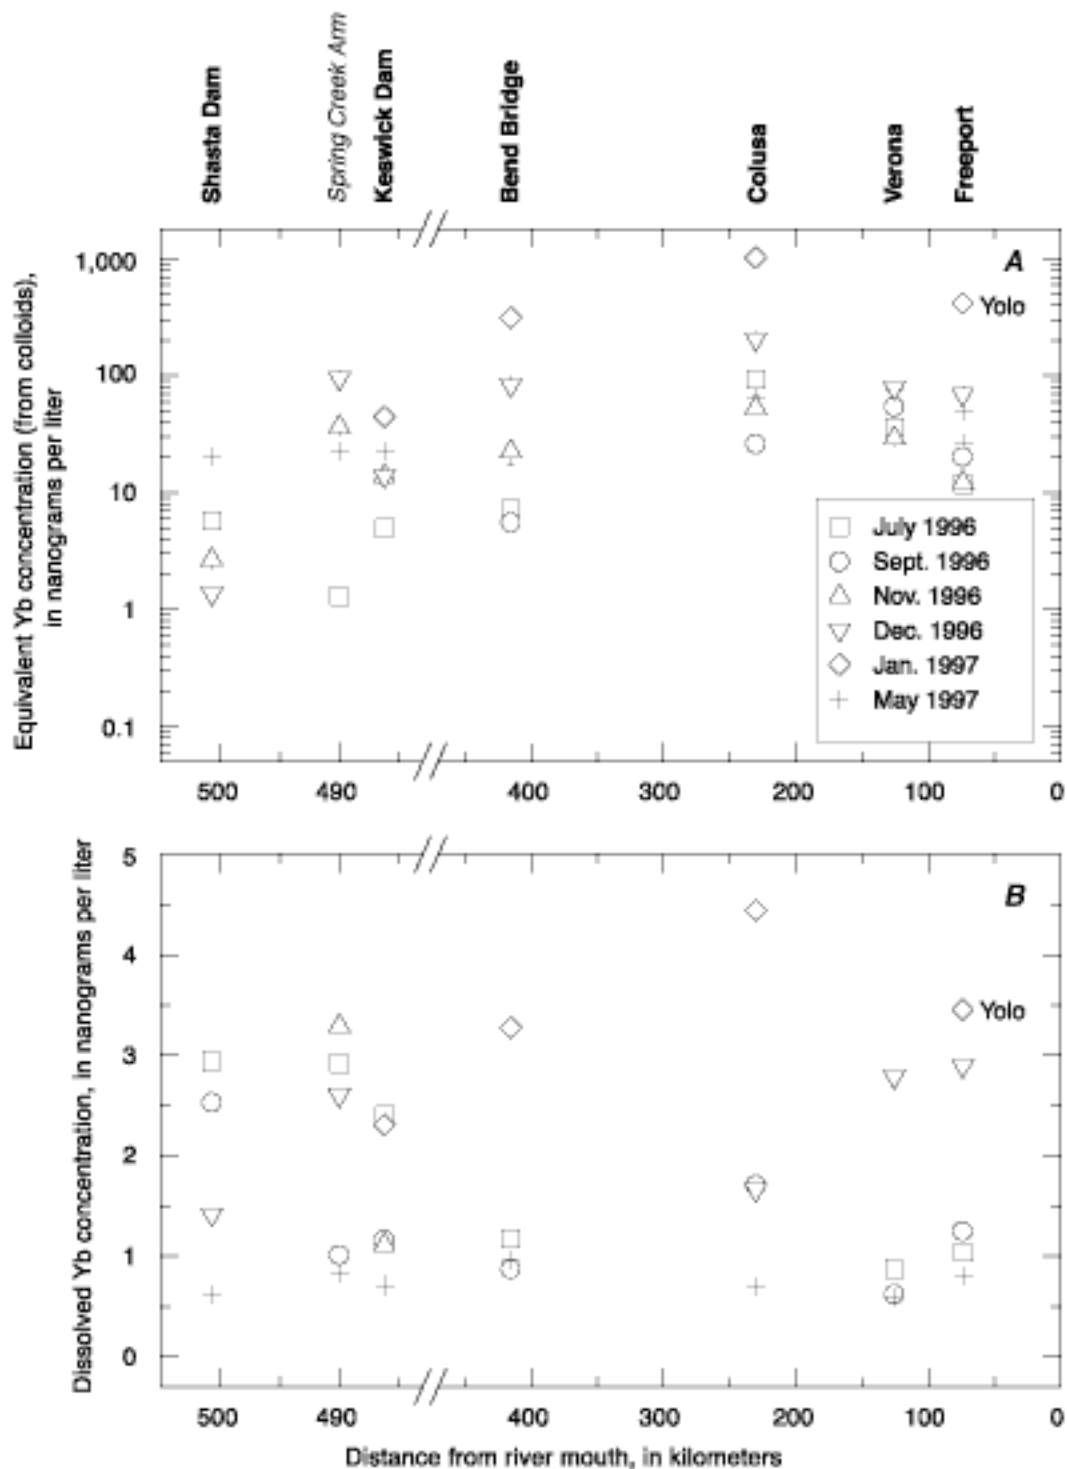 Shasta Dam
Spring Creek Arm
Keswick Dam
Bend Bridge
Colusa
Verona
Freeport
Equivalent Yb concentration (from colloids),
in nanograms per liter
1,000
100
10
1
0.1
A
Yolo
July 1996
Sept. 1996
Nov. 1996
Dec. 1996
Jan. 1997
May 1997
500 490 400 300 200 100 0
Dissolved Yb concentration, in nanograms per liter
5
4
3
2
1
0
B
Yolo
500 490 400 300 200 100 0
Distance from river mouth, in kilometers